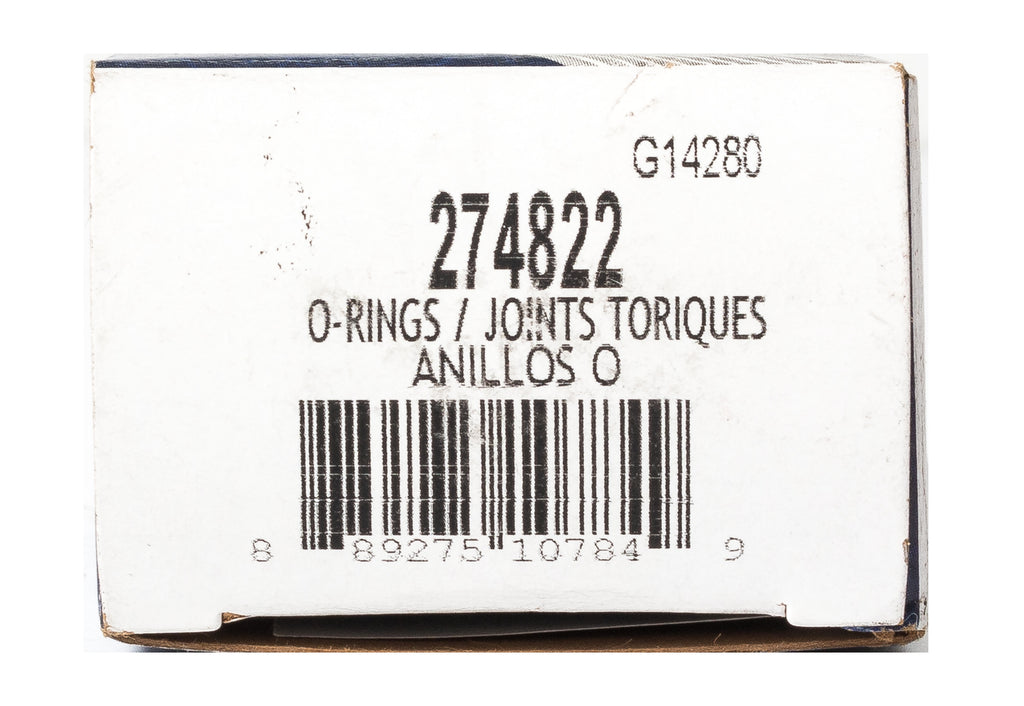 G14280
274822
O-RINGS / JOINTS TORIQUES
ANILLOS O
8 89275 10784 9